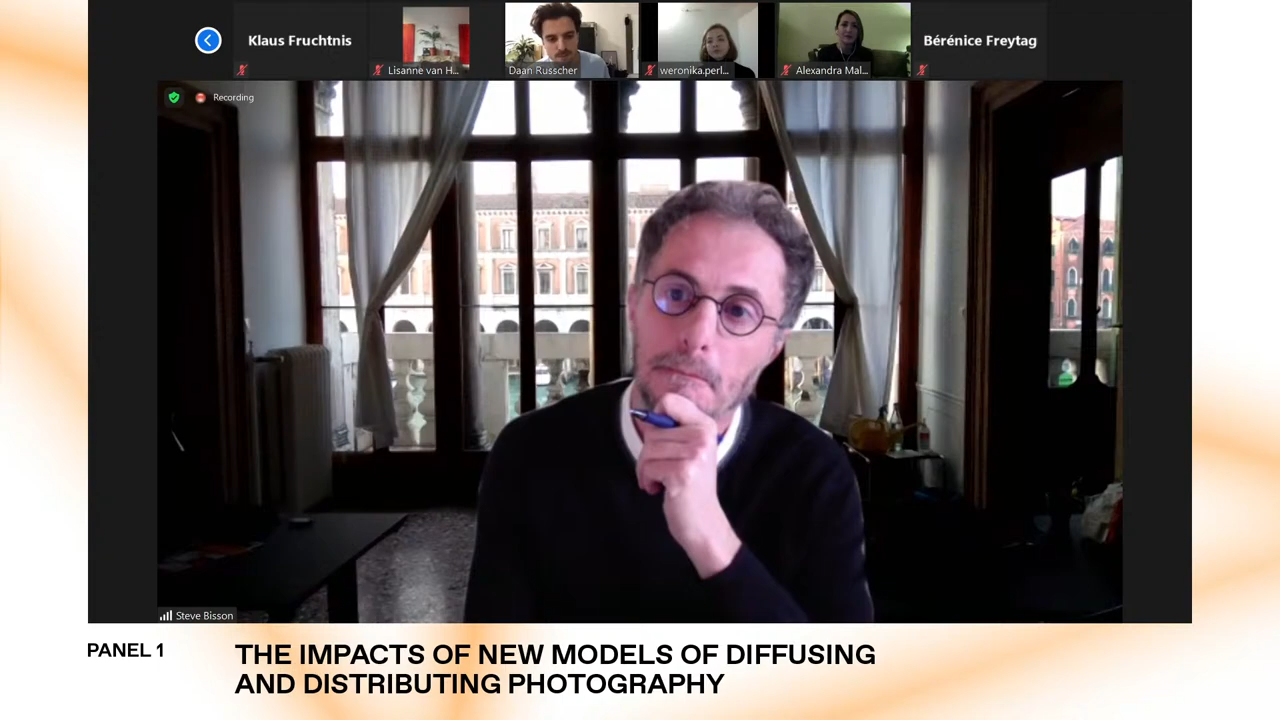 Klaus Fruchtnis
Lisanne van H...
Daan Russcher
weronika.perl...
Alexandra Mal...
Bérénice Freytag
Recording
Steve Bisson
PANEL 1
THE IMPACTS OF NEW MODELS OF DIFFUSING
AND DISTRIBUTING PHOTOGRAPHY